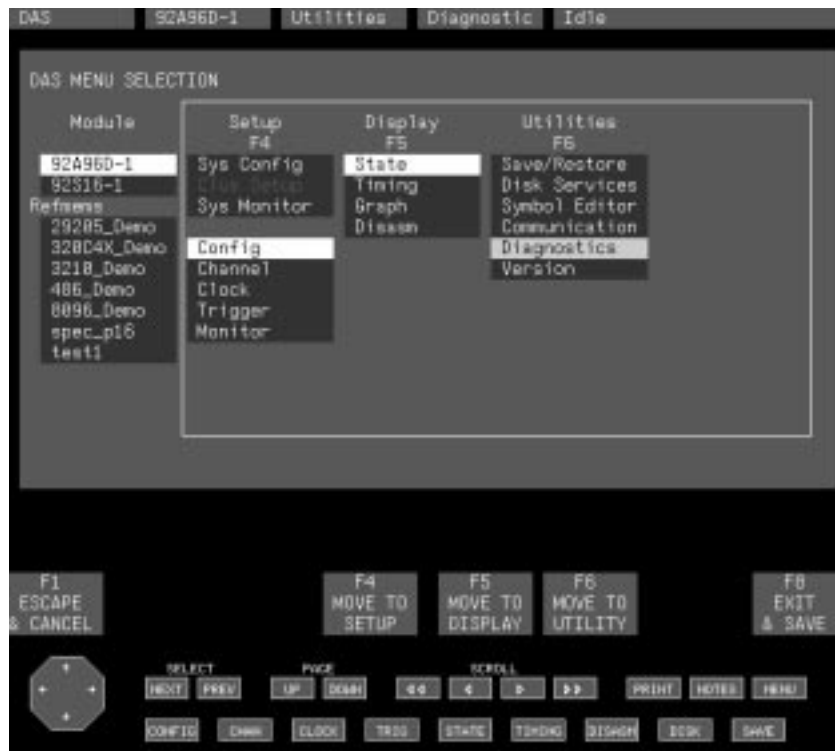 DAS 92A96D-1 Utilities Diagnostic Idle
DAS MENU SELECTION
Module Setup Display Utilities
F4 F5 F6
92A96D-1 Sys Config State Save/Restore
92S16-1 Clus Setup Timing Disk Services
Refmems Sys Monitor Graph Symbol Editor
29205_Demo Disasm Communication
320C4X_Demo Config Diagnostics
3210_Demo Channel Version
486_Demo Clock
8096_Demo Trigger
spec_p16 Monitor
test1
F1 F4 F5 F6 F8
ESCAPE MOVE TO MOVE TO MOVE TO EXIT
& CANCEL SETUP DISPLAY UTILITY & SAVE
SELECT PAGE SCROLL
NEXT PREV UP DOWN PRINT NOTES MENU
CONFIG CHAN CLOCK TRIG STATE TIMING DISASM DISK SAVE